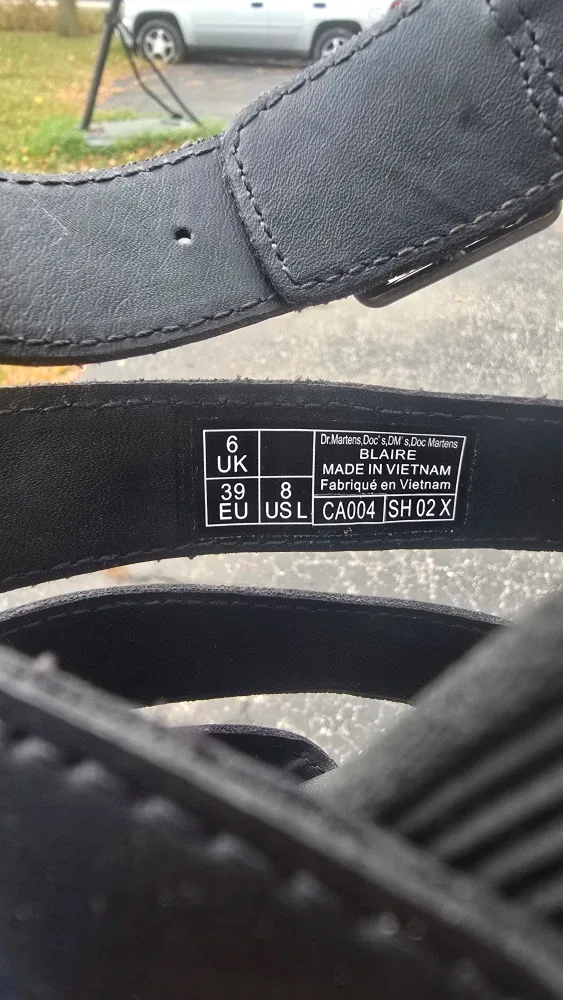 6
UK
39
EU
8
US L
Dr.Martens,Doc's,DM's,Doc Martens
BLAIRE
MADE IN VIETNAM
Fabriqué en Vietnam
CA004
SH 02 X